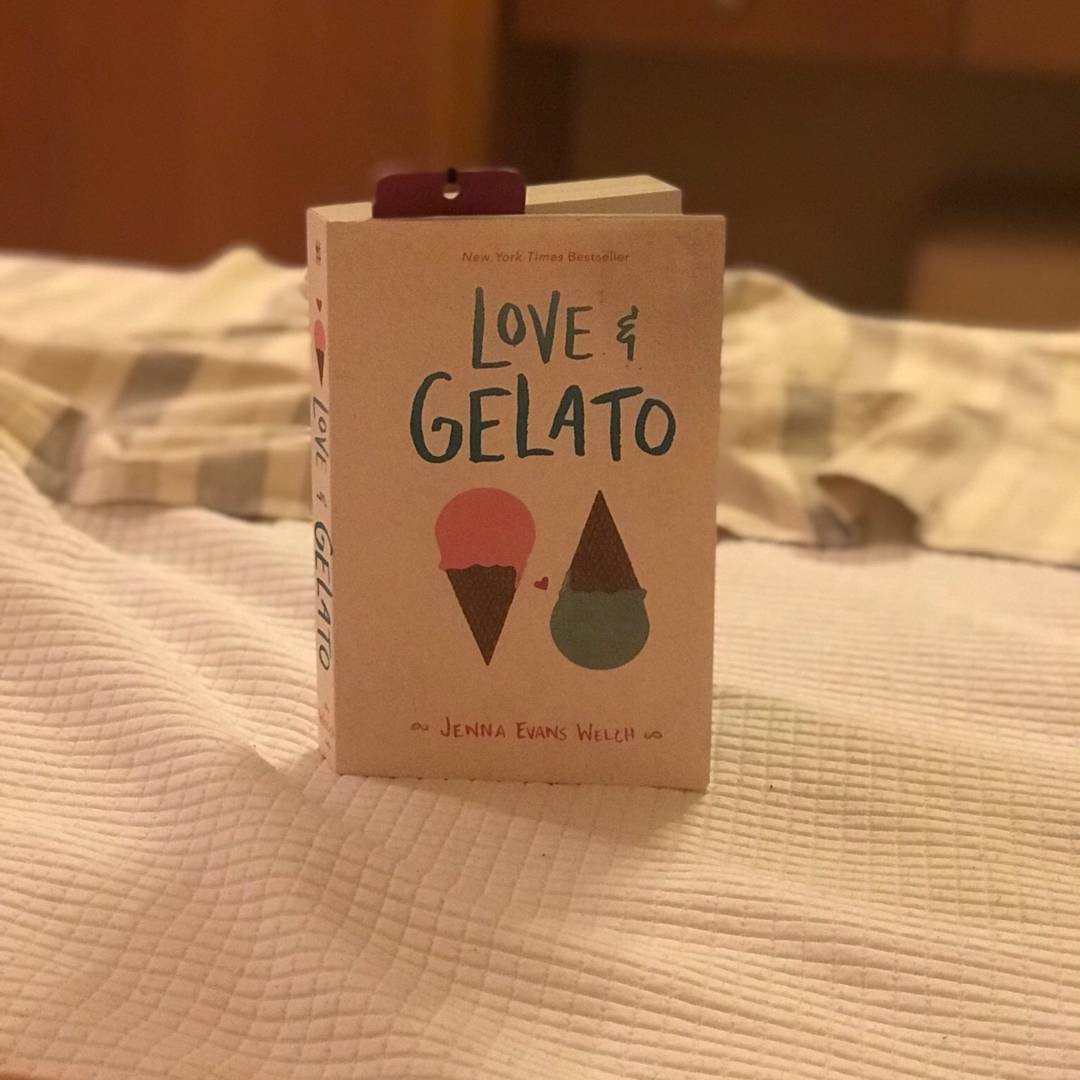 New York Times Bestseller
LOVE &
GELATO
JENNA EVANS WELCH
LOVE & GELATO